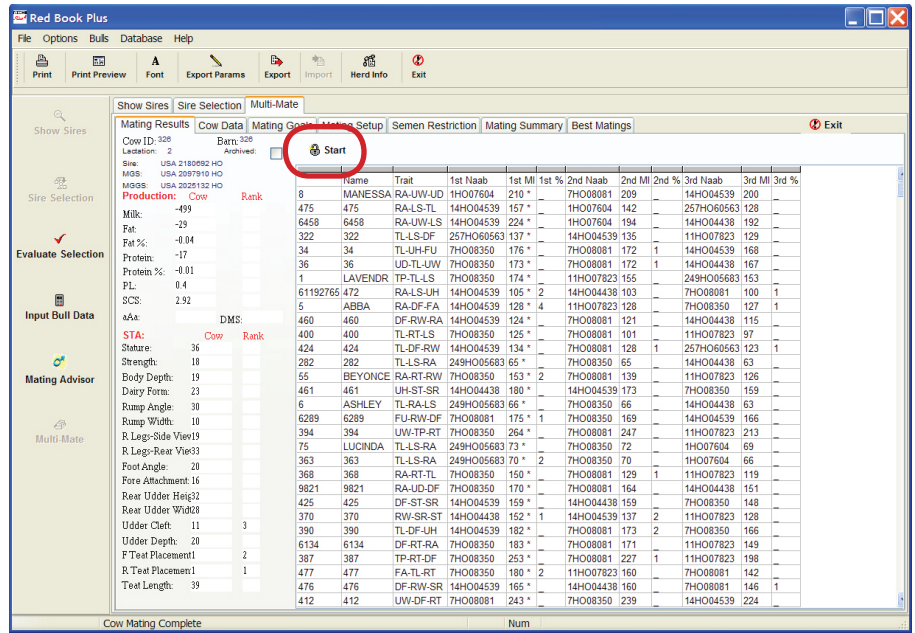 Red Book Plus
File Options Bulls Database Help
Print Print Preview Font Export Params Export Import Herd Info Exit
Show Sires
Sire Selection
Evaluate Selection
Input Bull Data
Mating Advisor
Multi-Mate
Show Sires Sire Selection Multi-Mate
Mating Results Cow Data Mating Goals Mating Setup Semen Restriction Mating Summary Best Matings Exit
Cow ID: 326 Barn: 326
Lactation: 2 Archived:
Sire: USA 2180692 HO
MGS: USA 2097910 HO
MGGS: USA 2025132 HO
Production: Cow Rank
Milk: -499
Fat: -29
Fat %: -0.04
Protein: -17
Protein %: -0.01
PL: 0.4
SCS: 2.92
aAa: DMS:
STA: Cow Rank
Stature: 36
Strength: 18
Body Depth: 19
Dairy Form: 23
Rump Angle: 30
Rump Width: 10
R Legs-Side View 19
R Legs-Rear View 33
Foot Angle: 20
Fore Attachment: 16
Rear Udder Heig 32
Rear Udder Widt 28
Udder Cleft: 11 3
Udder Depth: 20
F Teat Placement 1 2
R Teat Placemen 1 1
Teat Length: 39
Start
Name Trait 1st Naab 1st MI 1st % 2nd Naab 2nd MI 2nd % 3rd Naab 3rd MI 3rd %
8 MANESSA RA-UW-UD 1HO07604 210 * _ 7HO08081 209 _ 14HO04539 200 _
475 475 RA-LS-TL 14HO04539 157 * _ 1HO07604 142 _ 257HO60563 128 _
6458 6458 RA-UW-LS 14HO04539 224 * _ 1HO07604 194 _ 14HO04438 192 _
322 322 TL-LS-DF 257HO60563 137 * _ 14HO04539 135 _ 11HO07823 129 _
34 34 TL-UH-FU 7HO08350 176 * _ 7HO08081 172 1 14HO04539 168 _
36 36 UD-TL-UW 7HO08350 173 * _ 7HO08081 172 1 14HO04438 167 _
1 LAVENDR TP-TL-LS 7HO08350 174 * _ 11HO07823 155 _ 249HO05683 153 _
61192765 472 RA-LS-UH 14HO04539 105 * 2 14HO04438 103 _ 7HO08081 100 1
5 ABBA RA-DF-FA 14HO04539 128 * 4 11HO07823 128 _ 7HO08350 127 1
460 460 DF-RW-RA 14HO04539 124 * _ 7HO08081 121 _ 14HO04438 115 _
400 400 TL-RT-LS 7HO08350 125 * _ 7HO08081 101 _ 11HO07823 97 _
424 424 TL-DF-RW 14HO04539 134 * _ 7HO08081 128 1 257HO60563 123 1
282 282 TL-LS-RA 249HO05683 65 * _ 7HO08350 65 _ 14HO04438 63 _
55 BEYONCE RA-RT-RW 7HO08350 153 * 2 7HO08081 139 _ 11HO07823 126 _
461 461 UH-ST-SR 14HO04438 180 * _ 14HO04539 173 _ 7HO08350 159 _
6 ASHLEY TL-RA-LS 249HO05683 66 * _ 7HO08350 66 _ 14HO04438 63 _
6289 6289 FU-RW-DF 7HO08081 175 * 1 7HO08350 169 _ 14HO04539 166 _
394 394 UW-TP-RT 7HO08350 264 * _ 7HO08081 247 _ 11HO07823 213 _
75 LUCINDA TL-LS-RA 249HO05683 73 * _ 7HO08350 72 _ 1HO07604 69 _
363 363 TL-LS-RA 249HO05683 70 * 2 7HO08350 70 _ 1HO07604 66 _
368 368 RA-RT-TL 7HO08350 150 * _ 7HO08081 129 1 11HO07823 119 _
9821 9821 RA-UD-DF 7HO08350 170 * _ 7HO08081 164 _ 14HO04438 151 _
425 425 DF-ST-SR 14HO04539 159 * _ 14HO04438 159 _ 7HO08350 148 _
370 370 RW-SR-ST 14HO04438 152 * 1 14HO04539 137 2 11HO07823 128 _
390 390 TL-DF-UH 14HO04539 182 * _ 7HO08081 173 2 7HO08350 166 _
6134 6134 DF-RT-RA 7HO08350 183 * _ 7HO08081 171 _ 11HO07823 149 _
387 387 TP-RT-DF 7HO08350 253 * _ 7HO08081 227 1 11HO07823 198 _
477 477 FA-TL-RT 7HO08350 180 * 2 11HO07823 160 _ 7HO08081 142 _
476 476 DF-RW-SR 14HO04539 165 * _ 14HO04438 160 _ 7HO08081 146 1
412 412 UW-DF-RT 7HO08081 243 * _ 7HO08350 239 _ 14HO04539 224 _
Cow Mating Complete Num